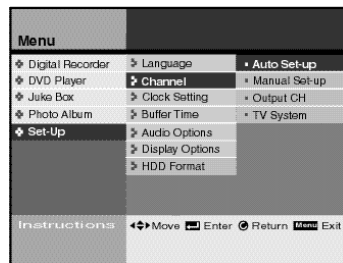 Menu
Digital Recorder
DVD Player
Juke Box
Photo Album
Set-Up
Language
Channel
Clock Setting
Buffer Time
Audio Options
Display Options
HDD Format
Auto Set-up
Manual Set-up
Output CH
TV System
Instructions
Move Enter Return Menu Exit